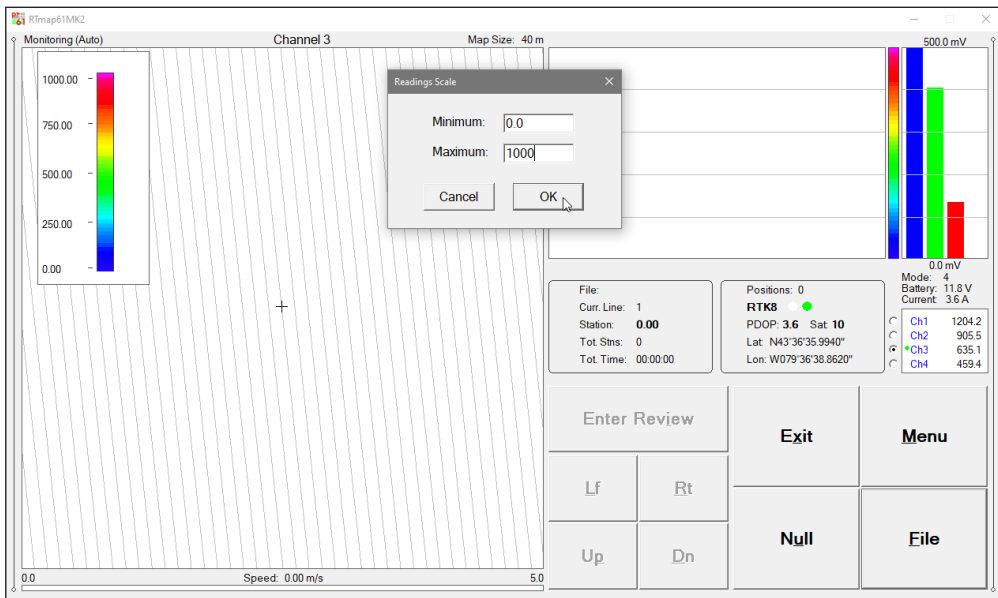 RT 61 RTmap61MK2
Monitoring (Auto) Channel 3 Map Size: 40 m
1000.00
750.00
500.00
250.00
0.00
0.0 Speed: 0.00 m/s 5.0
Readings Scale
Minimum: 0.0
Maximum: 1000
Cancel OK
500.0 mV
0.0 mV
Mode: 4
Battery: 11.8 V
Current: 3.6 A
File:
Curr. Line: 1
Station: 0.00
Tot. Stns: 0
Tot. Time: 00:00:00
Positions: 0
RTK8
PDOP: 3.6 Sat: 10
Lat: N43°36'35.9940"
Lon: W079°36'38.8620"
Ch1 1204.2
Ch2 905.5
Ch3 635.1
Ch4 459.4
Enter Review
Exit
Menu
Lf
Rt
Up
Dn
Null
File